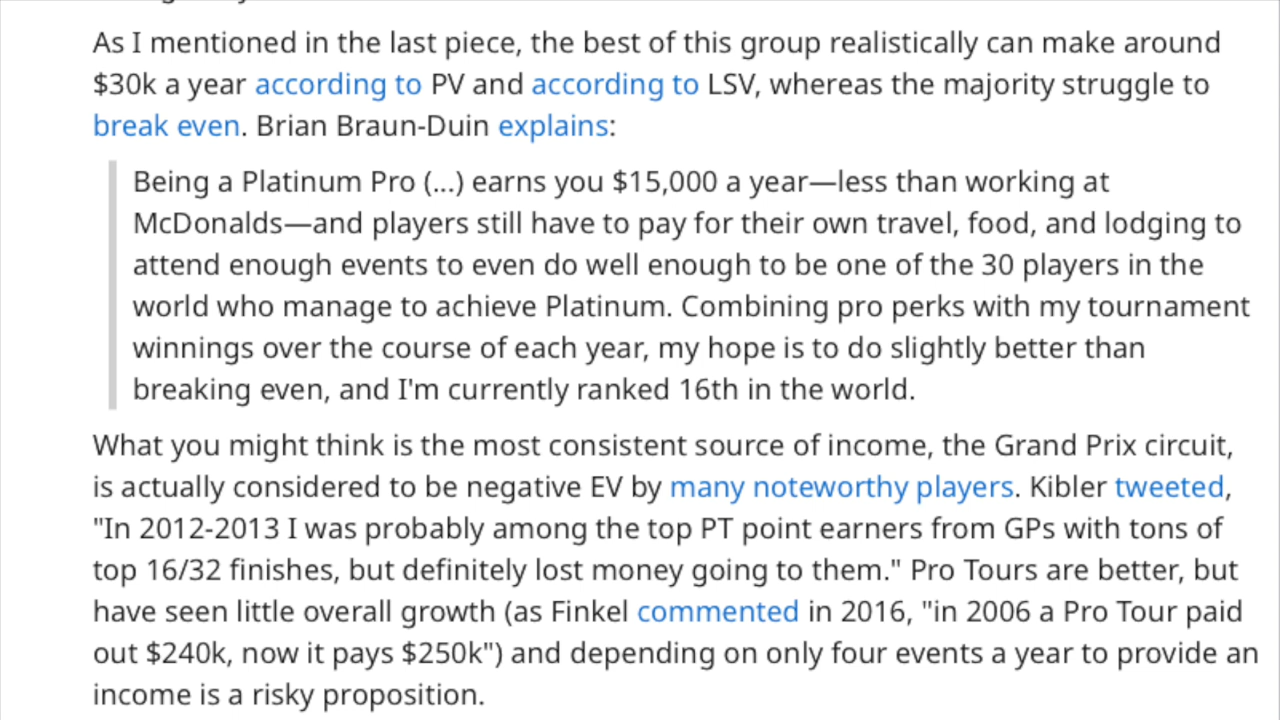 As I mentioned in the last piece, the best of this group realistically can make around
$30k a year according to PV and according to LSV, whereas the majority struggle to
break even. Brian Braun-Duin explains:
Being a Platinum Pro (...) earns you $15,000 a year—less than working at
McDonalds—and players still have to pay for their own travel, food, and lodging to
attend enough events to even do well enough to be one of the 30 players in the
world who manage to achieve Platinum. Combining pro perks with my tournament
winnings over the course of each year, my hope is to do slightly better than
breaking even, and I'm currently ranked 16th in the world.
What you might think is the most consistent source of income, the Grand Prix circuit,
is actually considered to be negative EV by many noteworthy players. Kibler tweeted,
"In 2012-2013 I was probably among the top PT point earners from GPs with tons of
top 16/32 finishes, but definitely lost money going to them." Pro Tours are better, but
have seen little overall growth (as Finkel commented in 2016, "in 2006 a Pro Tour paid
out $240k, now it pays $250k") and depending on only four events a year to provide an
income is a risky proposition.